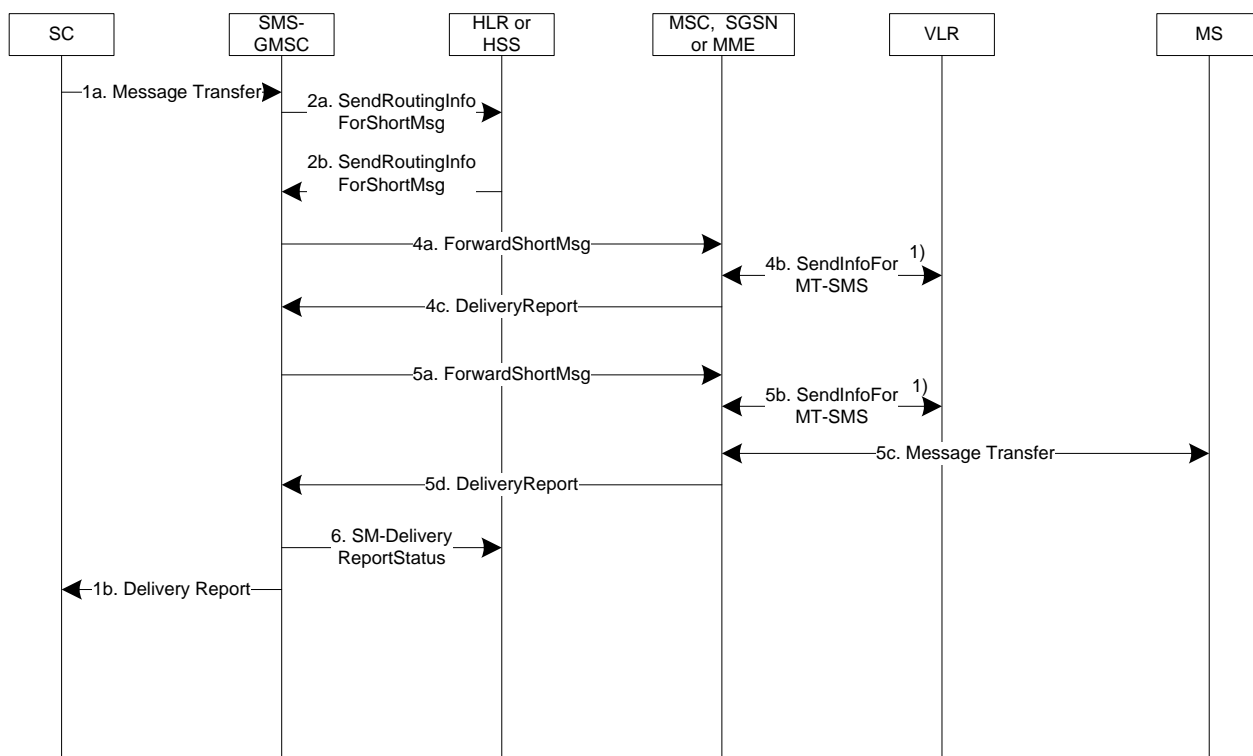 SC
SMS-
GMSC
HLR or
HSS
MSC, SGSN
or MME
VLR
MS
1a. Message Transfer
2a. SendRoutingInfo
ForShortMsg
2b. SendRoutingInfo
ForShortMsg
4a. ForwardShortMsg
4b. SendInfoFor
MT-SMS
1)
4c. DeliveryReport
5a. ForwardShortMsg
5b. SendInfoFor
MT-SMS
1)
5c. Message Transfer
5d. DeliveryReport
6. SM-Delivery
ReportStatus
1b. Delivery Report